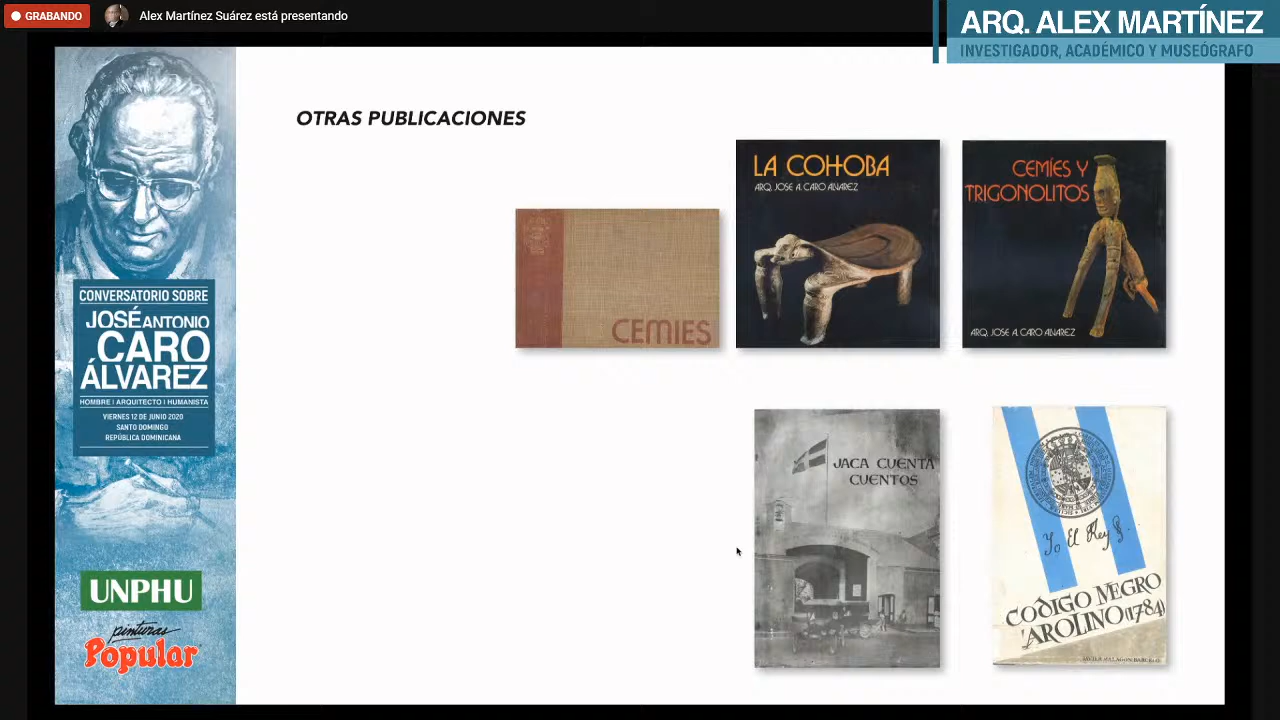 GRABANDO
Alex Martínez Suárez está presentando
ARQ. ALEX MARTÍNEZ
INVESTIGADOR, ACADÉMICO Y MUSEÓGRAFO
CONVERSATORIO SOBRE
JOSÉ ANTONIO
CARO
ÁLVAREZ
HOMBRE | ARQUITECTO | HUMANISTA
VIERNES 12 DE JUNIO 2020
SANTO DOMINGO
REPÚBLICA DOMINICANA
UNPHU
pinturas
Popular
OTRAS PUBLICACIONES
CEMIES
LA COHOBA
ARQ. JOSE A. CARO ALVAREZ
CEMÍES Y
TRIGONOLITOS
ARQ. JOSE A. CARO ALVAREZ
JACA CUENTA
CUENTOS
Yo El Rey
CODIGO NEGRO
CAROLINO (1784)
JAVIER MALAGON BARCELO